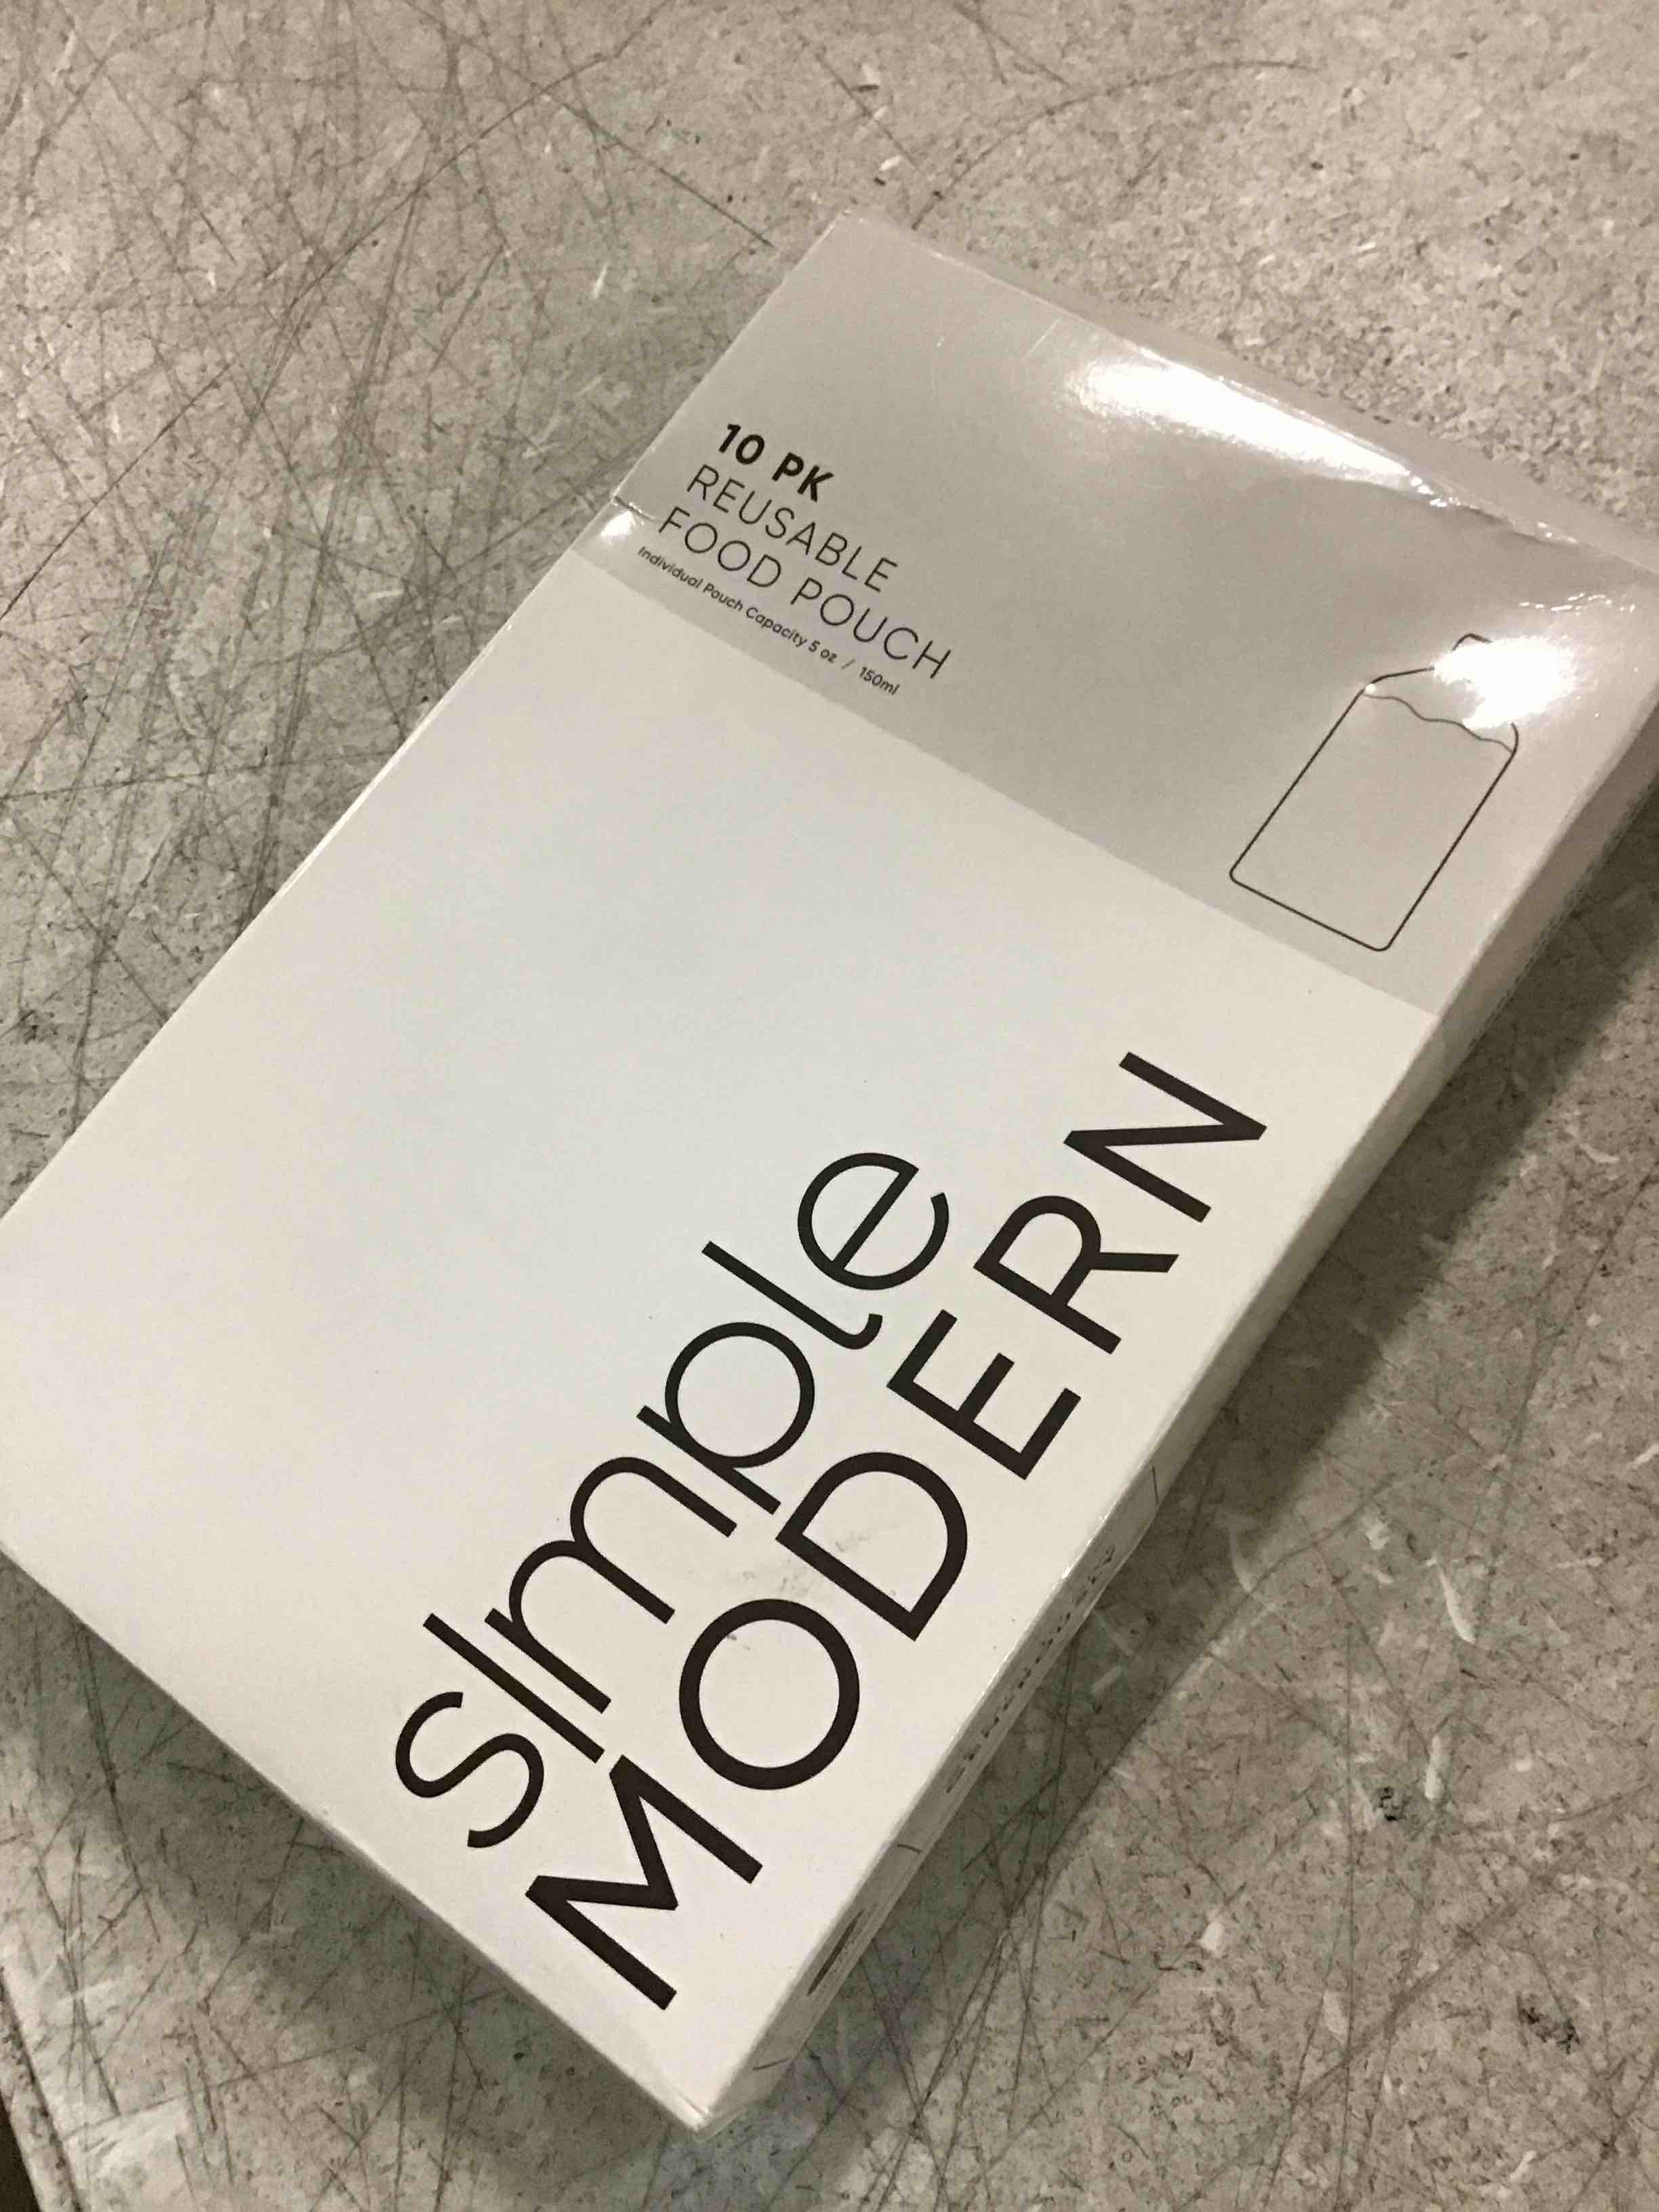 10 PK
REUSABLE
FOOD POUCH
Individual Pouch Capacity 5 oz / 150ml
sImple
MODERN